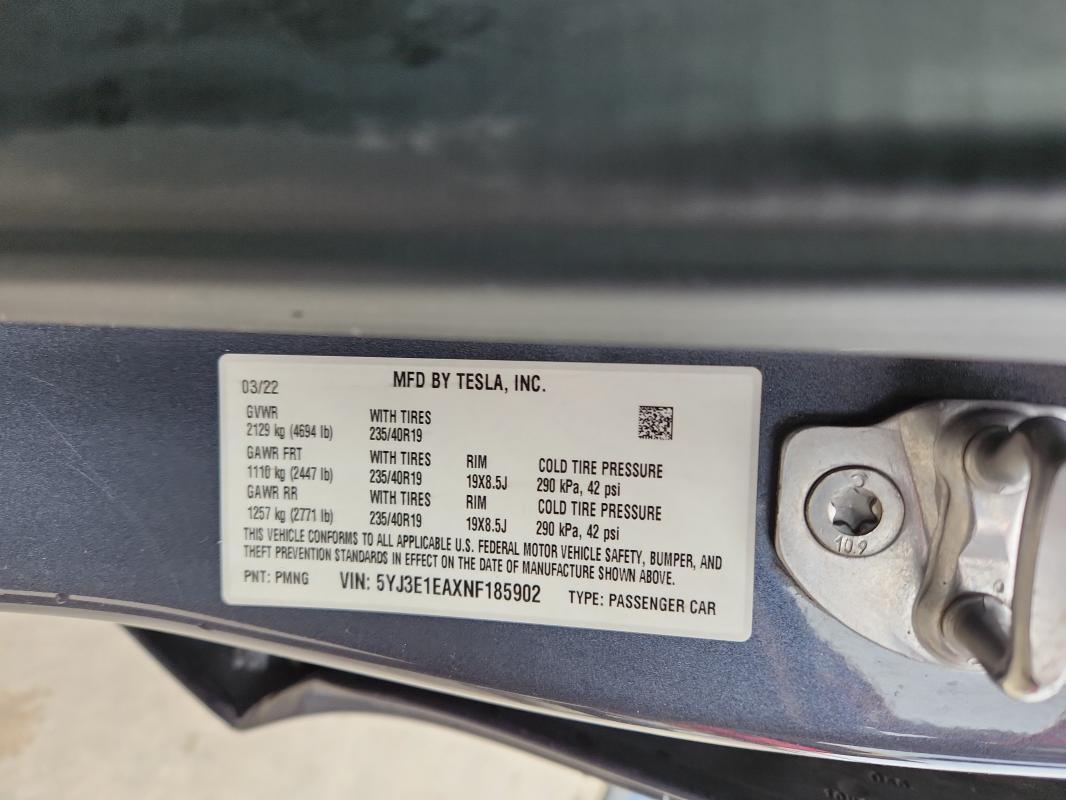 03/22
MFD BY TESLA, INC.
GVWR
2129 kg (4694 lb)
WITH TIRES
235/40R19
GAWR FRT
1110 kg (2447 lb)
WITH TIRES
235/40R19
RIM
19X8.5J
COLD TIRE PRESSURE
290 kPa, 42 psi
GAWR RR
1257 kg (2771 lb)
WITH TIRES
235/40R19
RIM
19X8.5J
COLD TIRE PRESSURE
290 kPa, 42 psi
THIS VEHICLE CONFORMS TO ALL APPLICABLE U.S. FEDERAL MOTOR VEHICLE SAFETY, BUMPER, AND
THEFT PREVENTION STANDARDS IN EFFECT ON THE DATE OF MANUFACTURE SHOWN ABOVE.
PNT: PMNG
VIN: 5YJ3E1EAXNF185902
TYPE: PASSENGER CAR
10.9